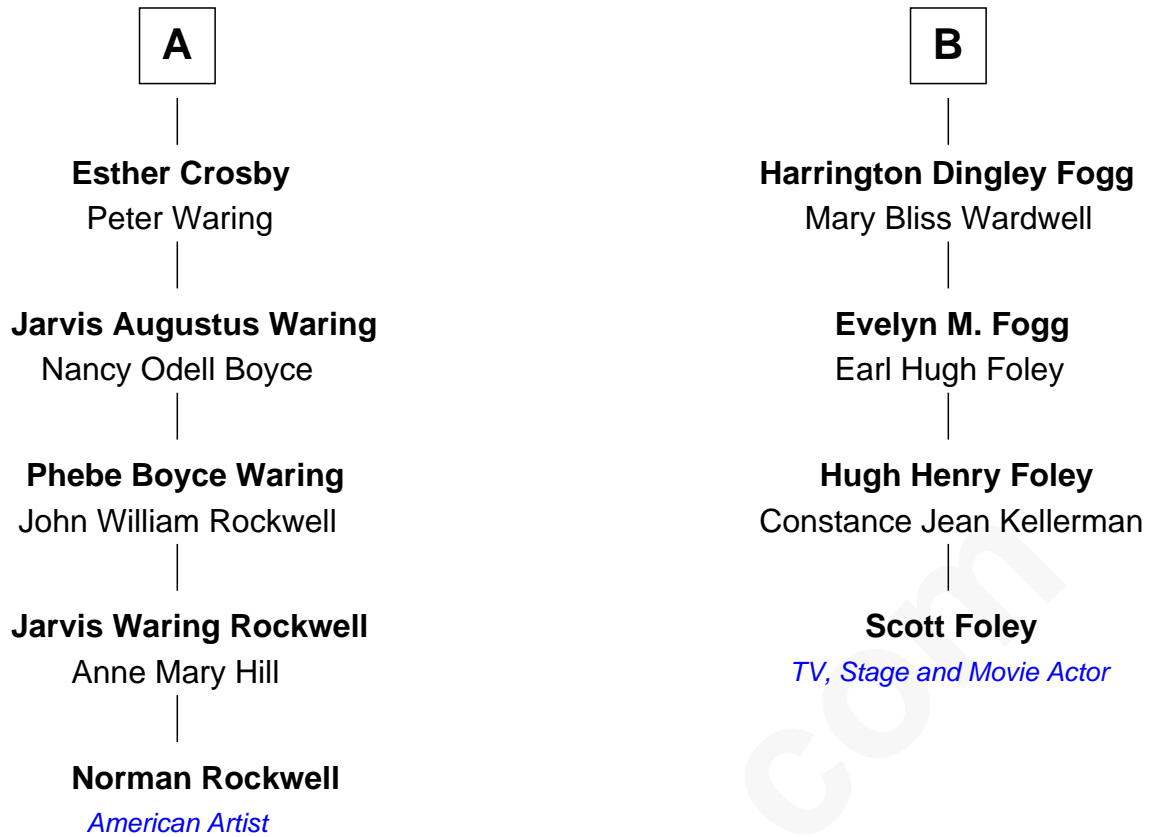 A
Esther Crosby
Peter Waring
Jarvis Augustus Waring
Nancy Odell Boyce
Phebe Boyce Waring
John William Rockwell
Jarvis Waring Rockwell
Anne Mary Hill
Norman Rockwell
American Artist
B
Harrington Dingley Fogg
Mary Bliss Wardwell
Evelyn M. Fogg
Earl Hugh Foley
Hugh Henry Foley
Constance Jean Kellerman
Scott Foley
TV, Stage and Movie Actor
com